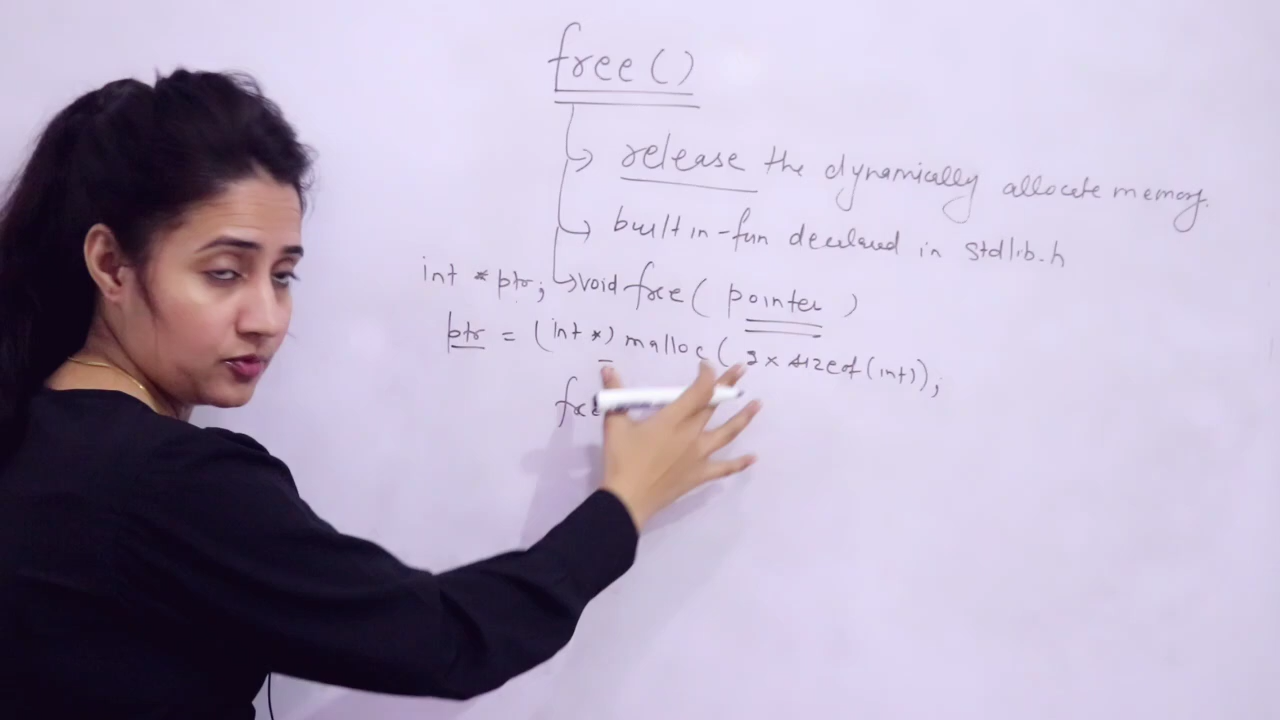 free()
release the dynamically allocate memory.
built in-fun declared in stdlib.h
int * ptr; void free( pointer )
ptr = (int *) malloc( 2 x sizeof(int));
free